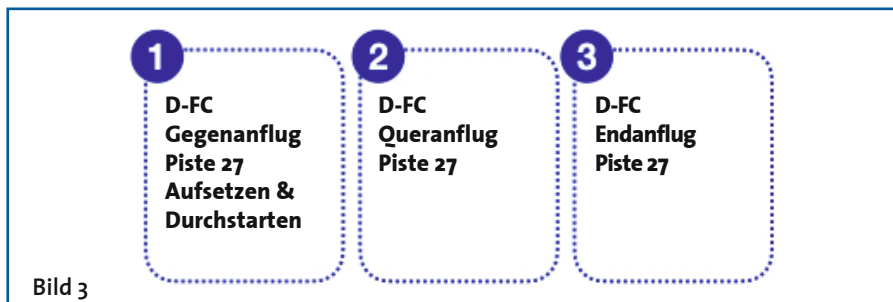 1
D-FC
Gegenanflug
Piste 27
Aufsetzen &
Durchstarten
2
D-FC
Queranflug
Piste 27
3
D-FC
Endanflug
Piste 27
Bild 3